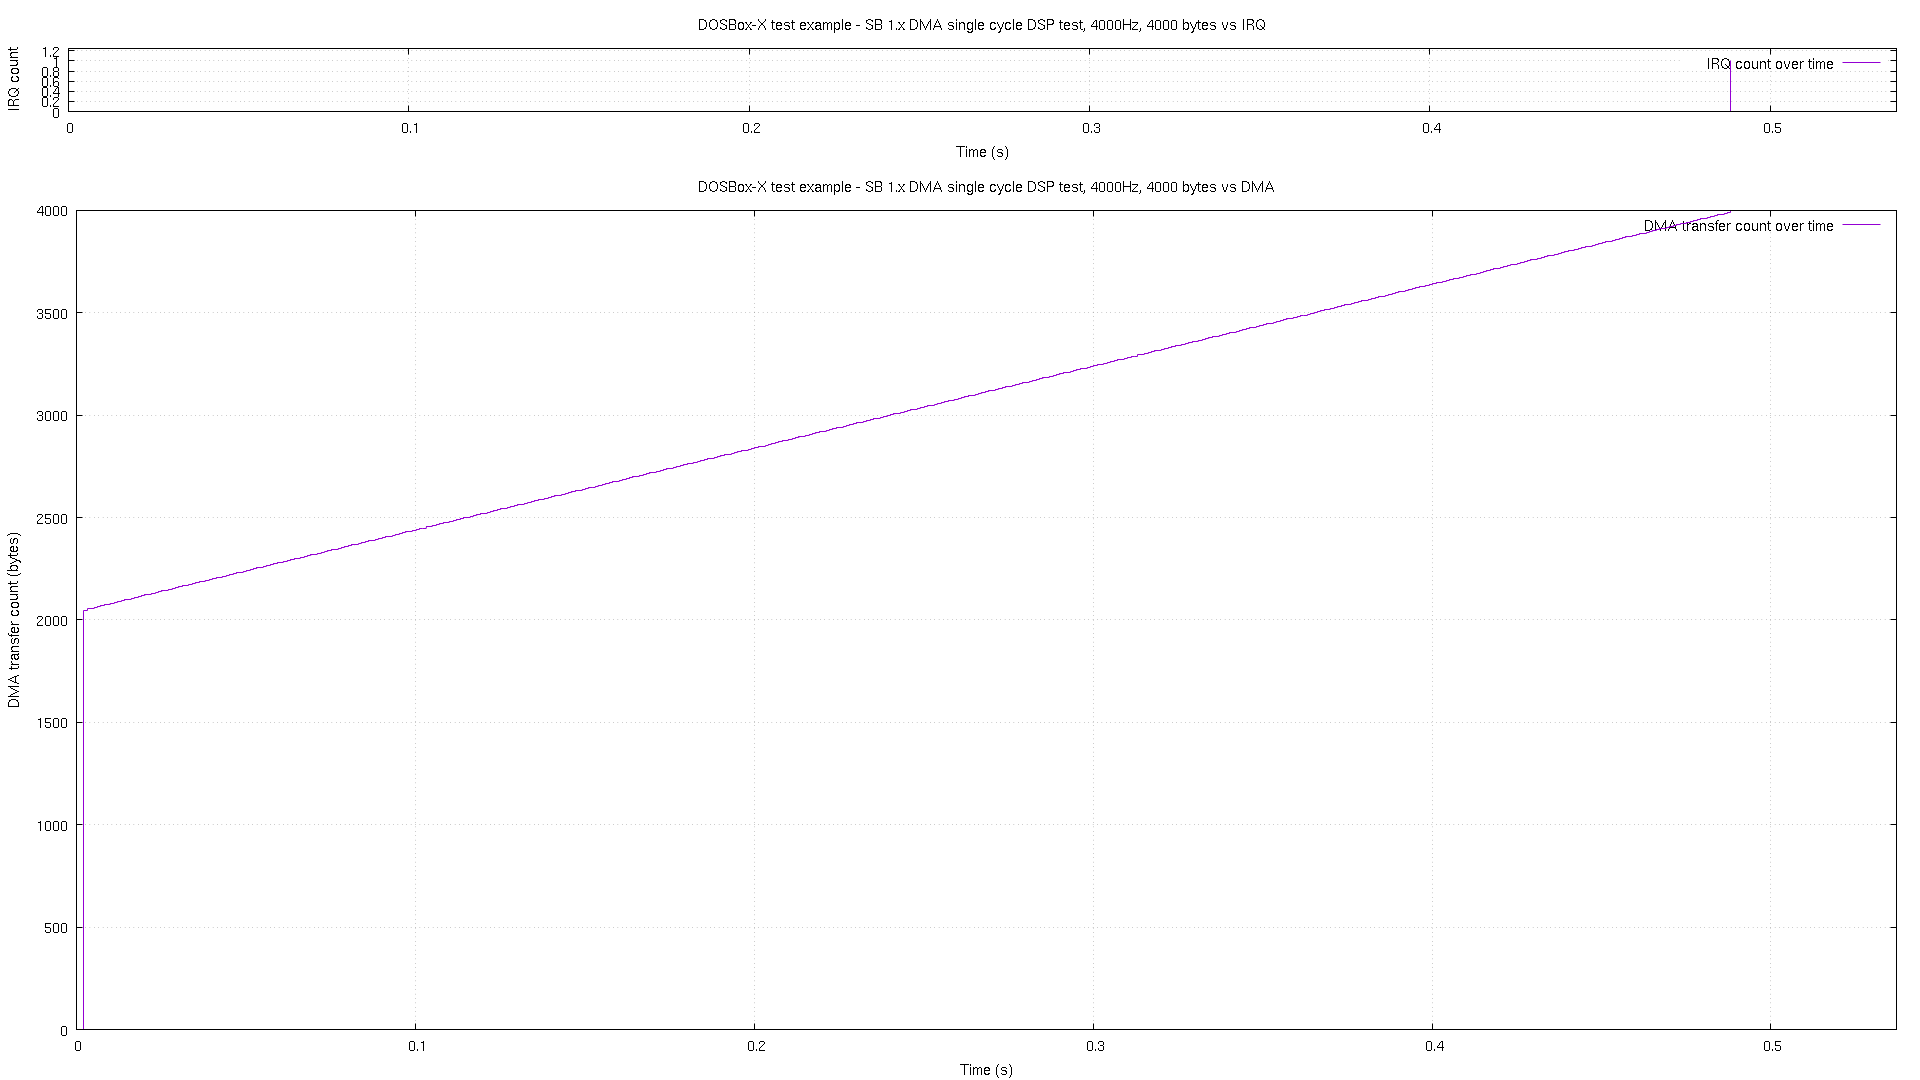 DOSBox-X test example - SB 1.x DMA single cycle DSP test, 4000Hz, 4000 bytes vs IRQ
IRQ count
1.2
1
0.8
0.6
0.4
0.2
0
IRQ count over time
0 0.1 0.2 0.3 0.4 0.5
Time (s)
DOSBox-X test example - SB 1.x DMA single cycle DSP test, 4000Hz, 4000 bytes vs DMA
DMA transfer count (bytes)
4000
3500
3000
2500
2000
1500
1000
500
0
DMA transfer count over time
0 0.1 0.2 0.3 0.4 0.5
Time (s)